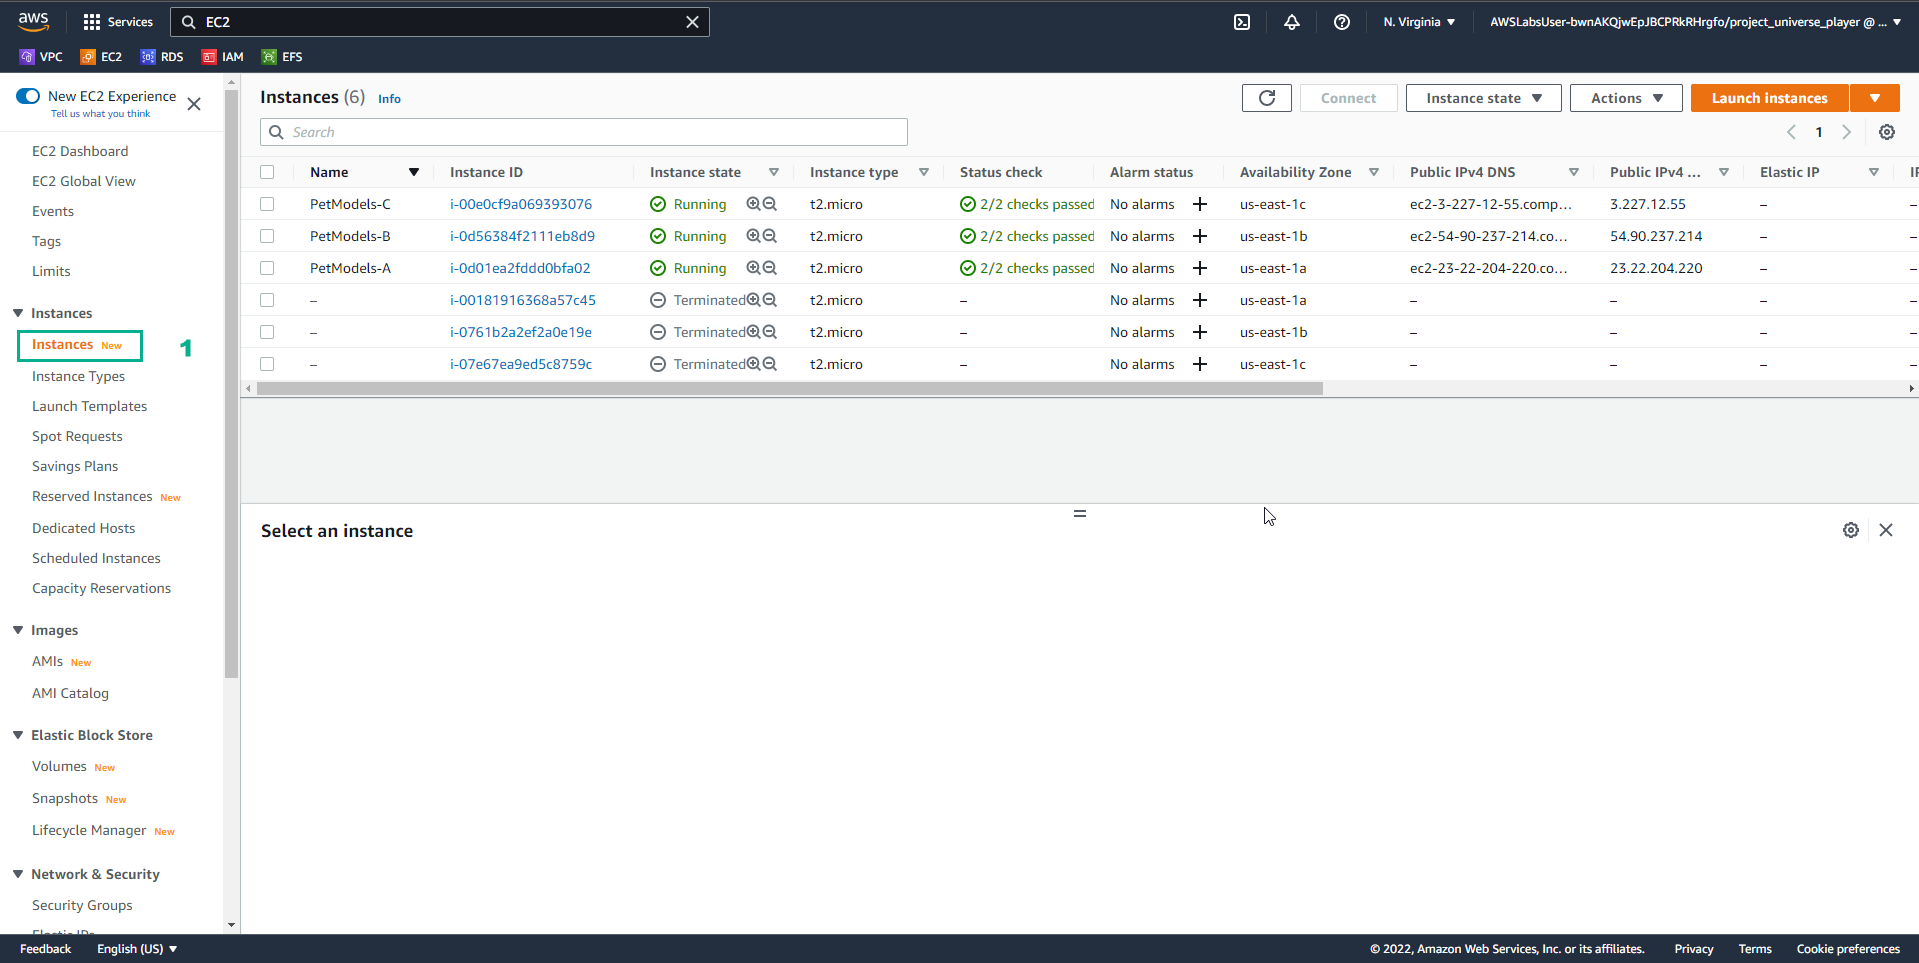 aws Services EC2 N. Virginia ▼ AWSLabsUser-bwnAKQjwEpJBCPRkRHrgfo/project_universe_player @ ... ▼
VPC EC2 RDS IAM EFS
New EC2 Experience
Tell us what you think
EC2 Dashboard
EC2 Global View
Events
Tags
Limits
Instances
Instances New 1
Instance Types
Launch Templates
Spot Requests
Savings Plans
Reserved Instances New
Dedicated Hosts
Scheduled Instances
Capacity Reservations
Images
AMIs New
AMI Catalog
Elastic Block Store
Volumes New
Snapshots New
Lifecycle Manager New
Network & Security
Security Groups
Elastic IPs
Instances (6) Info Connect Instance state ▼ Actions ▼ Launch instances ▼
Search 1
Name Instance ID Instance state Instance type Status check Alarm status Availability Zone Public IPv4 DNS Public IPv4 ... Elastic IP
PetModels-C i-00e0cf9a069393076 Running t2.micro 2/2 checks passed No alarms + us-east-1c ec2-3-227-12-55.comp... 3.227.12.55 – –
PetModels-B i-0d56384f2111eb8d9 Running t2.micro 2/2 checks passed No alarms + us-east-1b ec2-54-90-237-214.co... 54.90.237.214 – –
PetModels-A i-0d01ea2fddd0bfa02 Running t2.micro 2/2 checks passed No alarms + us-east-1a ec2-23-22-204-220.co... 23.22.204.220 – –
– i-00181916368a57c45 Terminated t2.micro – No alarms + us-east-1a – – – –
– i-0761b2a2ef2a0e19e Terminated t2.micro – No alarms + us-east-1b – – – –
– i-07e67ea9ed5c8759c Terminated t2.micro – No alarms + us-east-1c – – – –
Select an instance
Feedback English (US) ▼ © 2022, Amazon Web Services, Inc. or its affiliates. Privacy Terms Cookie preferences